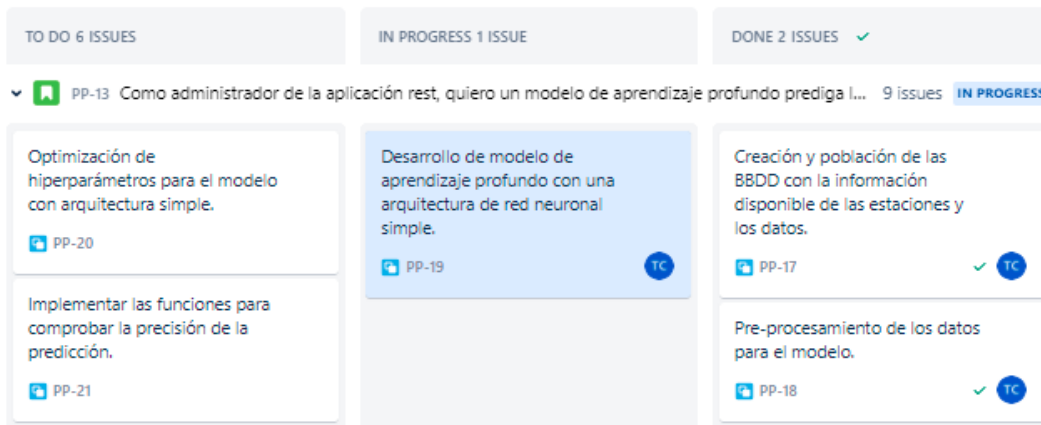 TO DO 6 ISSUES
IN PROGRESS 1 ISSUE
DONE 2 ISSUES
PP-13 Como administrador de la aplicación rest, quiero un modelo de aprendizaje profundo prediga l... 9 issues IN PROGRESS
Optimización de
hiperparámetros para el modelo
con arquitectura simple.
PP-20
Implementar las funciones para
comprobar la precisión de la
predicción.
PP-21
Desarrollo de modelo de
aprendizaje profundo con una
arquitectura de red neuronal
simple.
PP-19 TC
Creación y población de las
BBDD con la información
disponible de las estaciones y
los datos.
PP-17 TC
Pre-procesamiento de los datos
para el modelo.
PP-18 TC